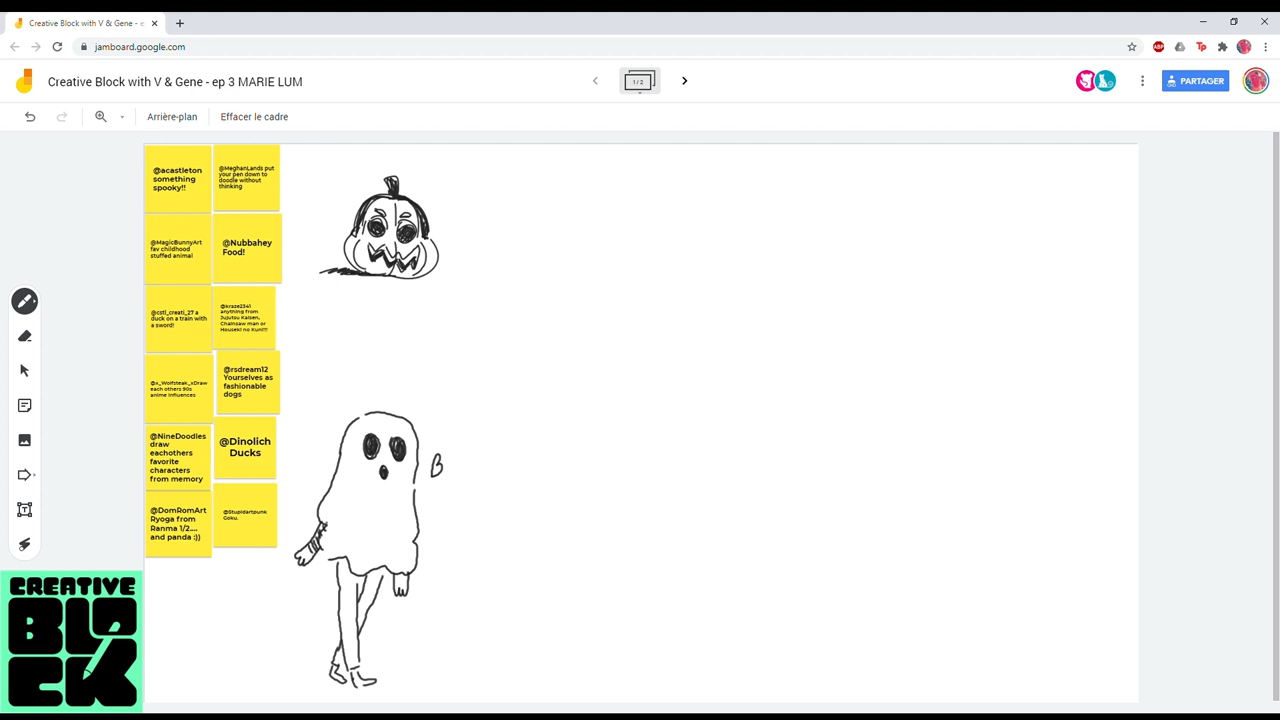 Creative Block with V & Gene - e
jamboard.google.com
ABP
Tp
Creative Block with V & Gene - ep 3 MARIE LUM
1 / 2
PARTAGER
Arrière-plan
Effacer le cadre
@acastleton
something
spooky!!
@MeghanLands put
your pen down to
doodle without
thinking
@MagicBunnyArt
fav childhood
stuffed animal
@Nubbahey
Food!
@cstl_creati_27 a
duck on a train with
a sword!
@kraze2341
anything from
Jujutsu Kaisen,
Chainsaw man or
Houseki no Kuni!!!
@x_Wolfsteak_xDraw
each others 90s
anime influences
@rsdream12
Yourselves as
fashionable
dogs
@NineDoodles
draw
eachothers
favorite
characters
from memory
@Dinolich
Ducks
@DomRomArt
Ryoga from
Ranma 1/2....
and panda :))
@Stupidartpunk
Goku.
B
CREATIVE
BLOCK